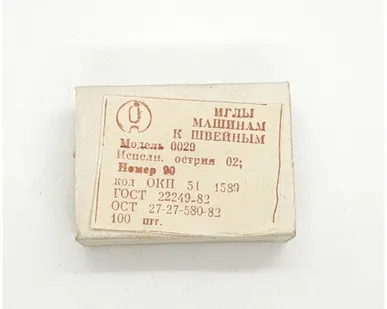 ИГЛЫ
МАШИНАМ
К ШВЕЙНЫМ
Модель 0029
Исполн. острия 02;
Номер 90
код ОКП 51 1589
ГОСТ 22249-82
ОСТ 27-27-580-82
100 шт.